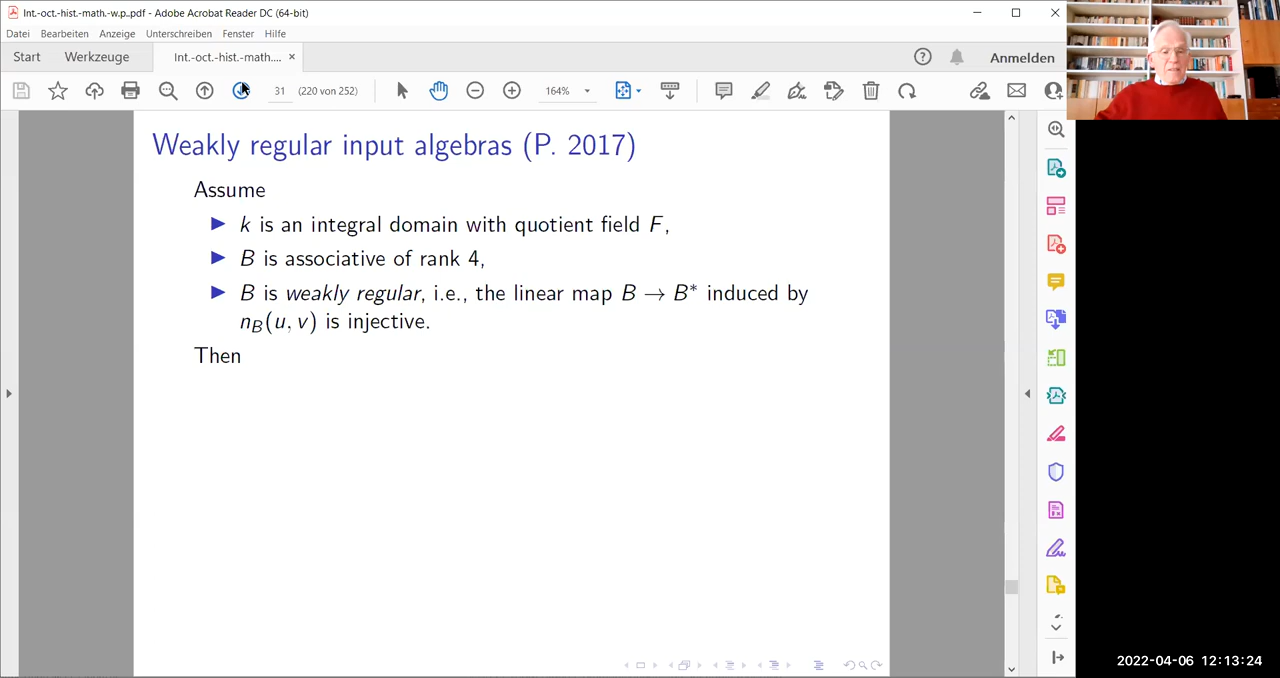 Int.-oct.-hist.-math.-w.p..pdf - Adobe Acrobat Reader DC (64-bit)
Datei Bearbeiten Anzeige Unterschreiben Fenster Hilfe
Start Werkzeuge Int.-oct.-hist.-math.... × Anmelden
31 (220 von 252) 164%
Weakly regular input algebras (P. 2017)
Assume
▶ k is an integral domain with quotient field F,
▶ B is associative of rank 4,
▶ B is weakly regular, i.e., the linear map B → B* induced by
n_B(u, v) is injective.
Then
2022-04-06 12:13:24